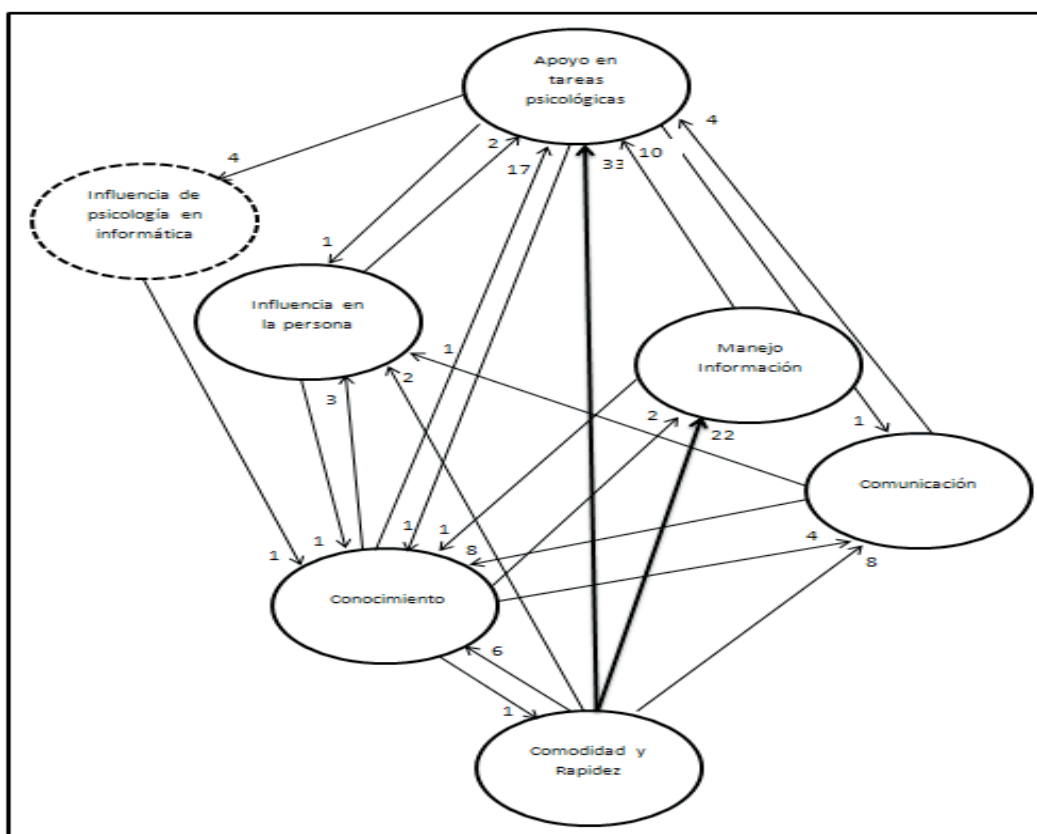 Apoyo en
tareas
psicológicas
4
2
10
33
17
4
Influencia de
psicología en
informática
1
Influencia en
la persona
1
2
3
Manejo
Información
2
22
1
Comunicación
4
8
1
1
1
1
8
Conocimiento
6
1
Comodidad y
Rapidez